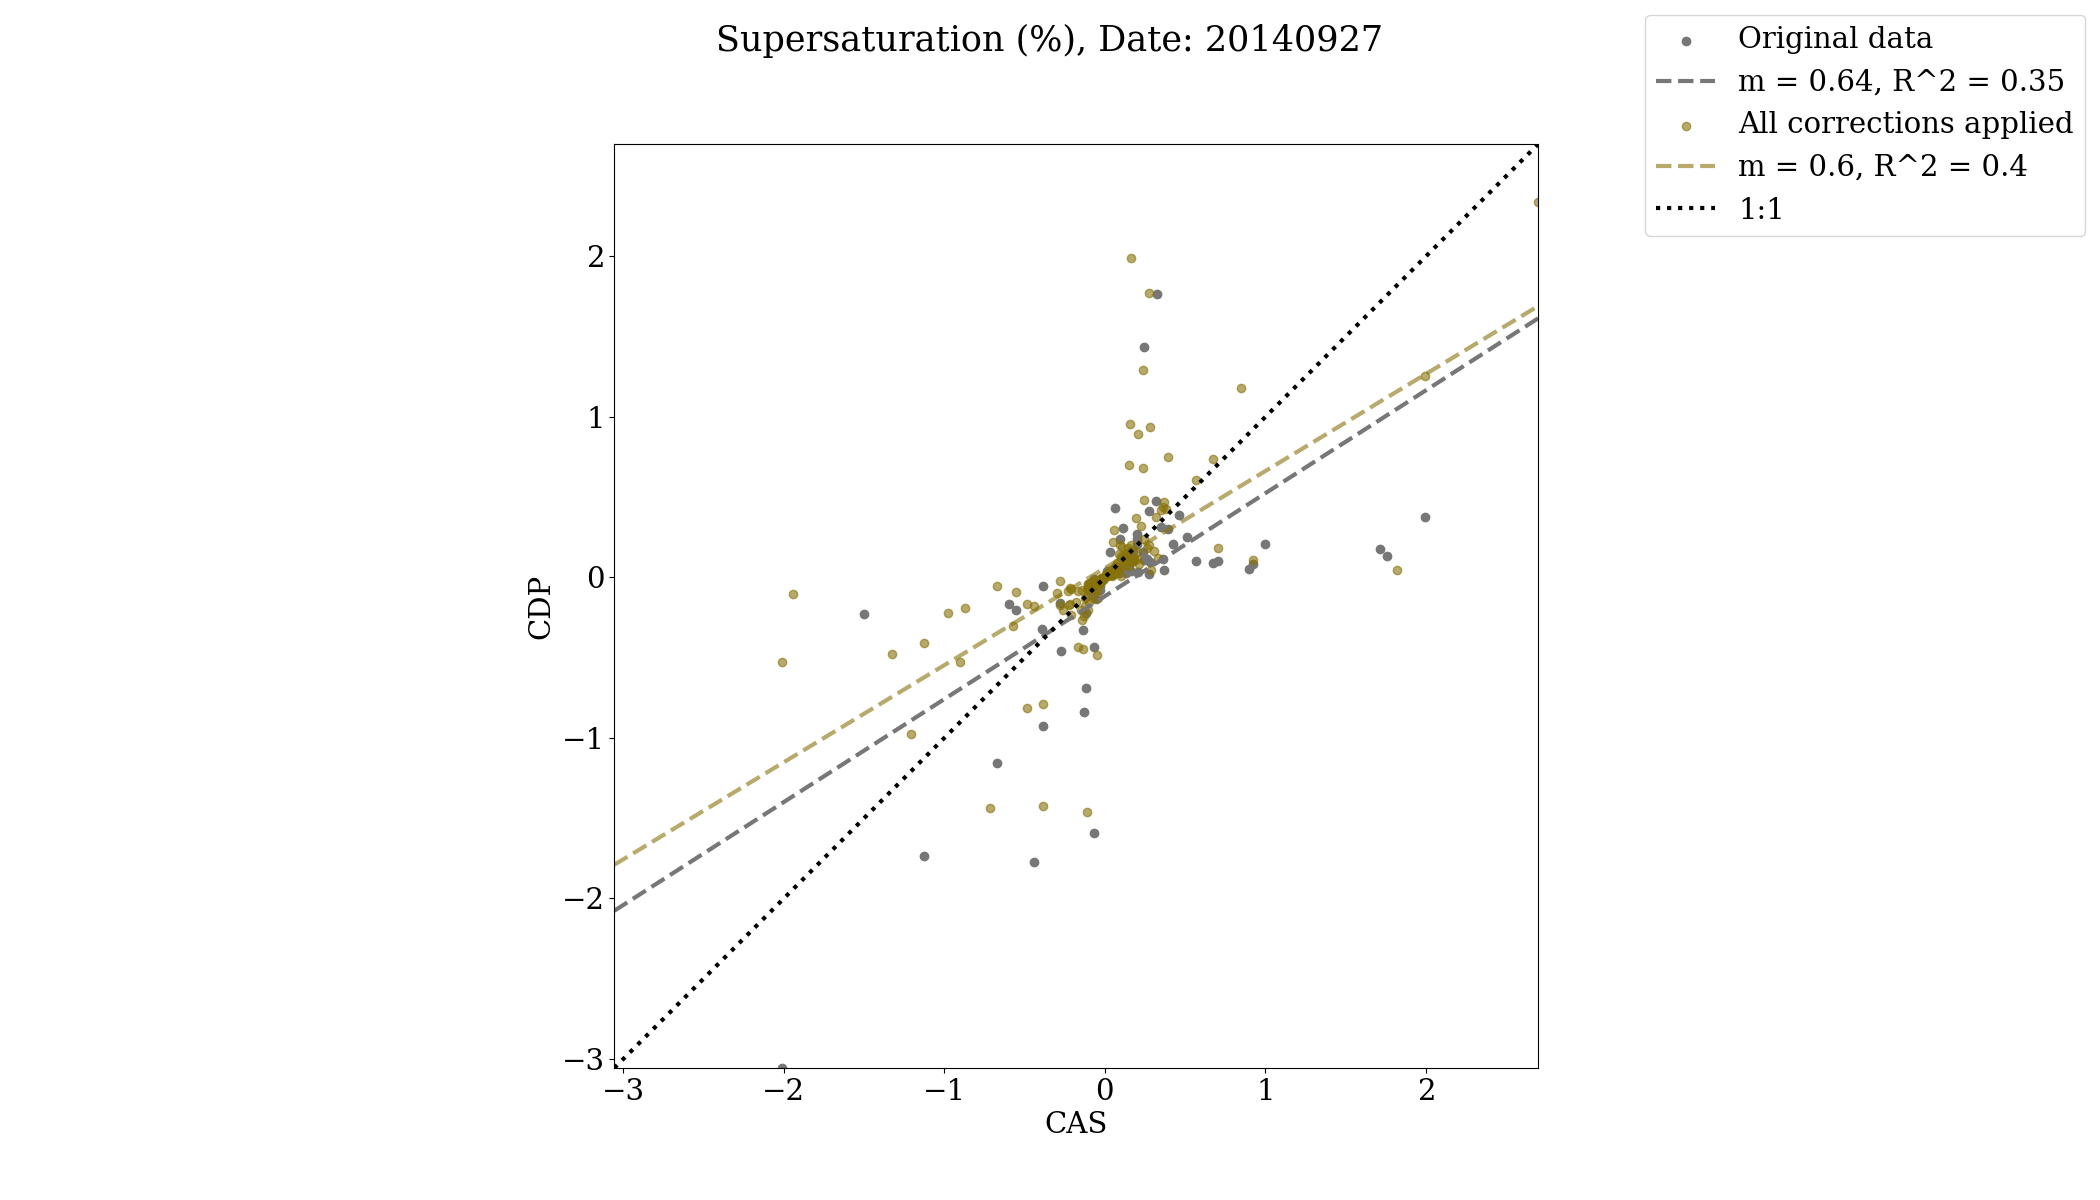 Supersaturation (%), Date: 20140927
Original data
m = 0.64, R^2 = 0.35
All corrections applied
m = 0.6, R^2 = 0.4
1:1
2
1
0
−1
−2
−3
CDP
−3
−2
−1
0
1
2
CAS